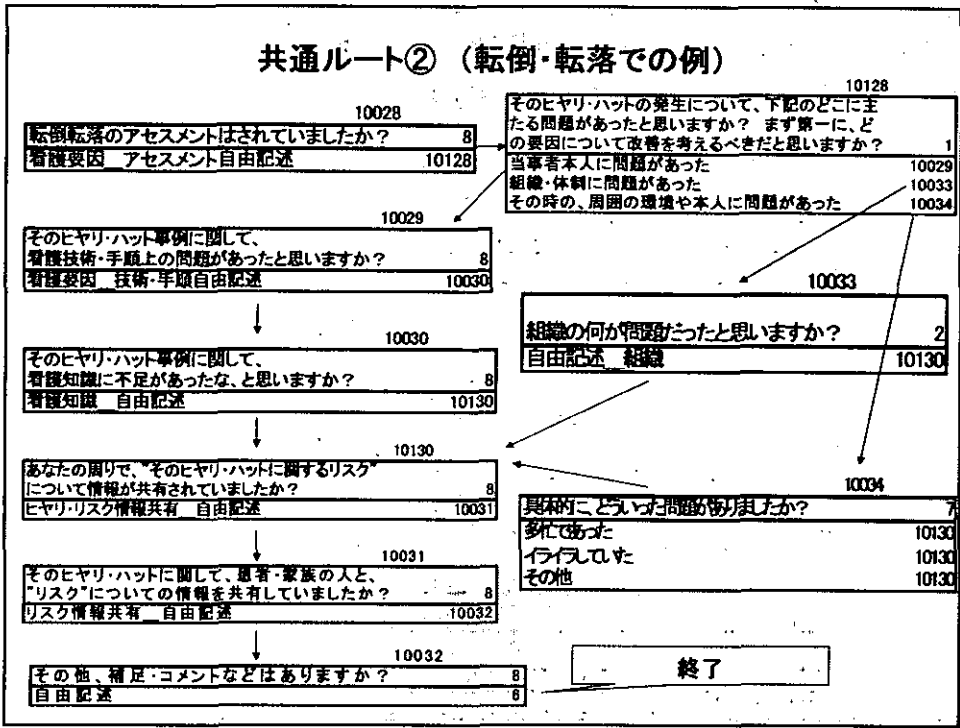 共通ルート② （転倒・転落での例）
10028
転倒転落のアセスメントはされていましたか？ 8
看護要因＿アセスメント自由記述 10128
10128
そのヒヤリ・ハットの発生について、下記のどこに主
たる問題があったと思いますか？ まず第一に、ど
の要因について改善を考えるべきだと思いますか？ 1
当事者本人に問題があった 10029
組織・体制に問題があった 10033
その時の、周囲の環境や本人に問題があった 10034
10029
そのヒヤリ・ハット事例に関して、
看護技術・手順上の問題があったと思いますか？ 8
看護要因＿技術・手順自由記述 10030
10033
組織の何が問題だったと思いますか？ 2
自由記述＿組織 10130
10030
そのヒヤリ・ハット事例に関して、
看護知識に不足があったな、と思いますか？ 8
看護知識＿自由記述 10130
10130
あなたの周りで、"そのヒヤリ・ハットに関するリスク"
について情報が共有されていましたか？ 8
ヒヤリ・リスク情報共有＿自由記述 10031
10034
具体的に、どういった問題がありましたか？ 7
多忙であった 10130
イライラしていた 10130
その他 10130
10031
そのヒヤリ・ハットに関して、患者・家族の人と、
"リスク"についての情報を共有していましたか？ 8
リスク情報共有＿自由記述 10032
10032
その他、補足・コメントなどはありますか？ 8
自由記述 6
終了